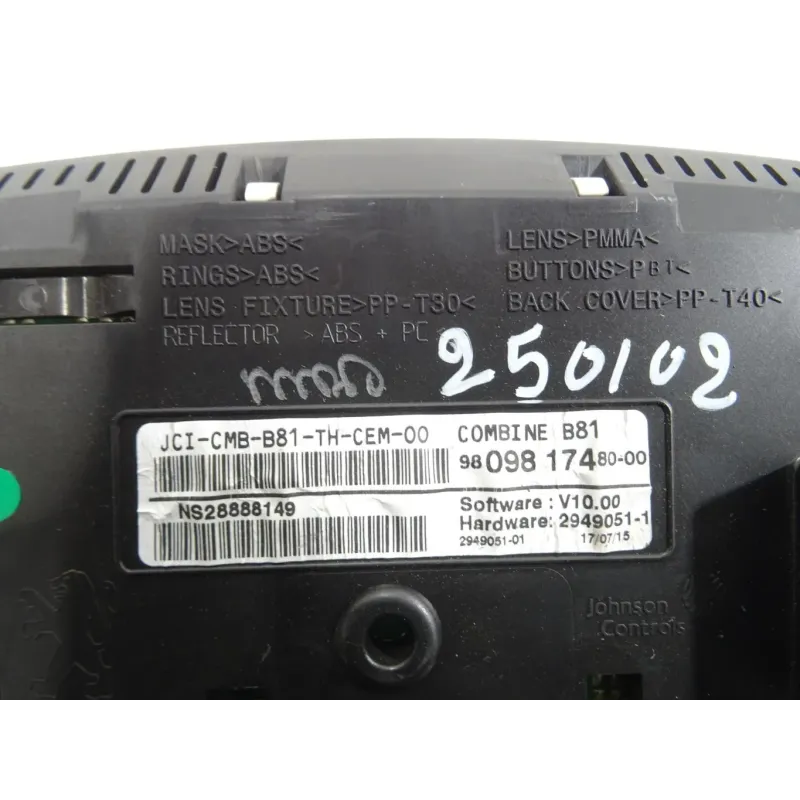 MASK>ABS<
RINGS>ABS<
LENS FIXTURE>PP-T30<
REFLECTOR >ABS + PC<
LENS>PMMA<
BUTTONS>PBT<
BACK COVER>PP-T40<
250102
JCI-CMB-B81-TH-CEM-00 COMBINE B81
98 098 174 80-00
NS28888149
Software : V10.00
Hardware: 2949051-1
2949051-01 17/07/15
Johnson
Controls